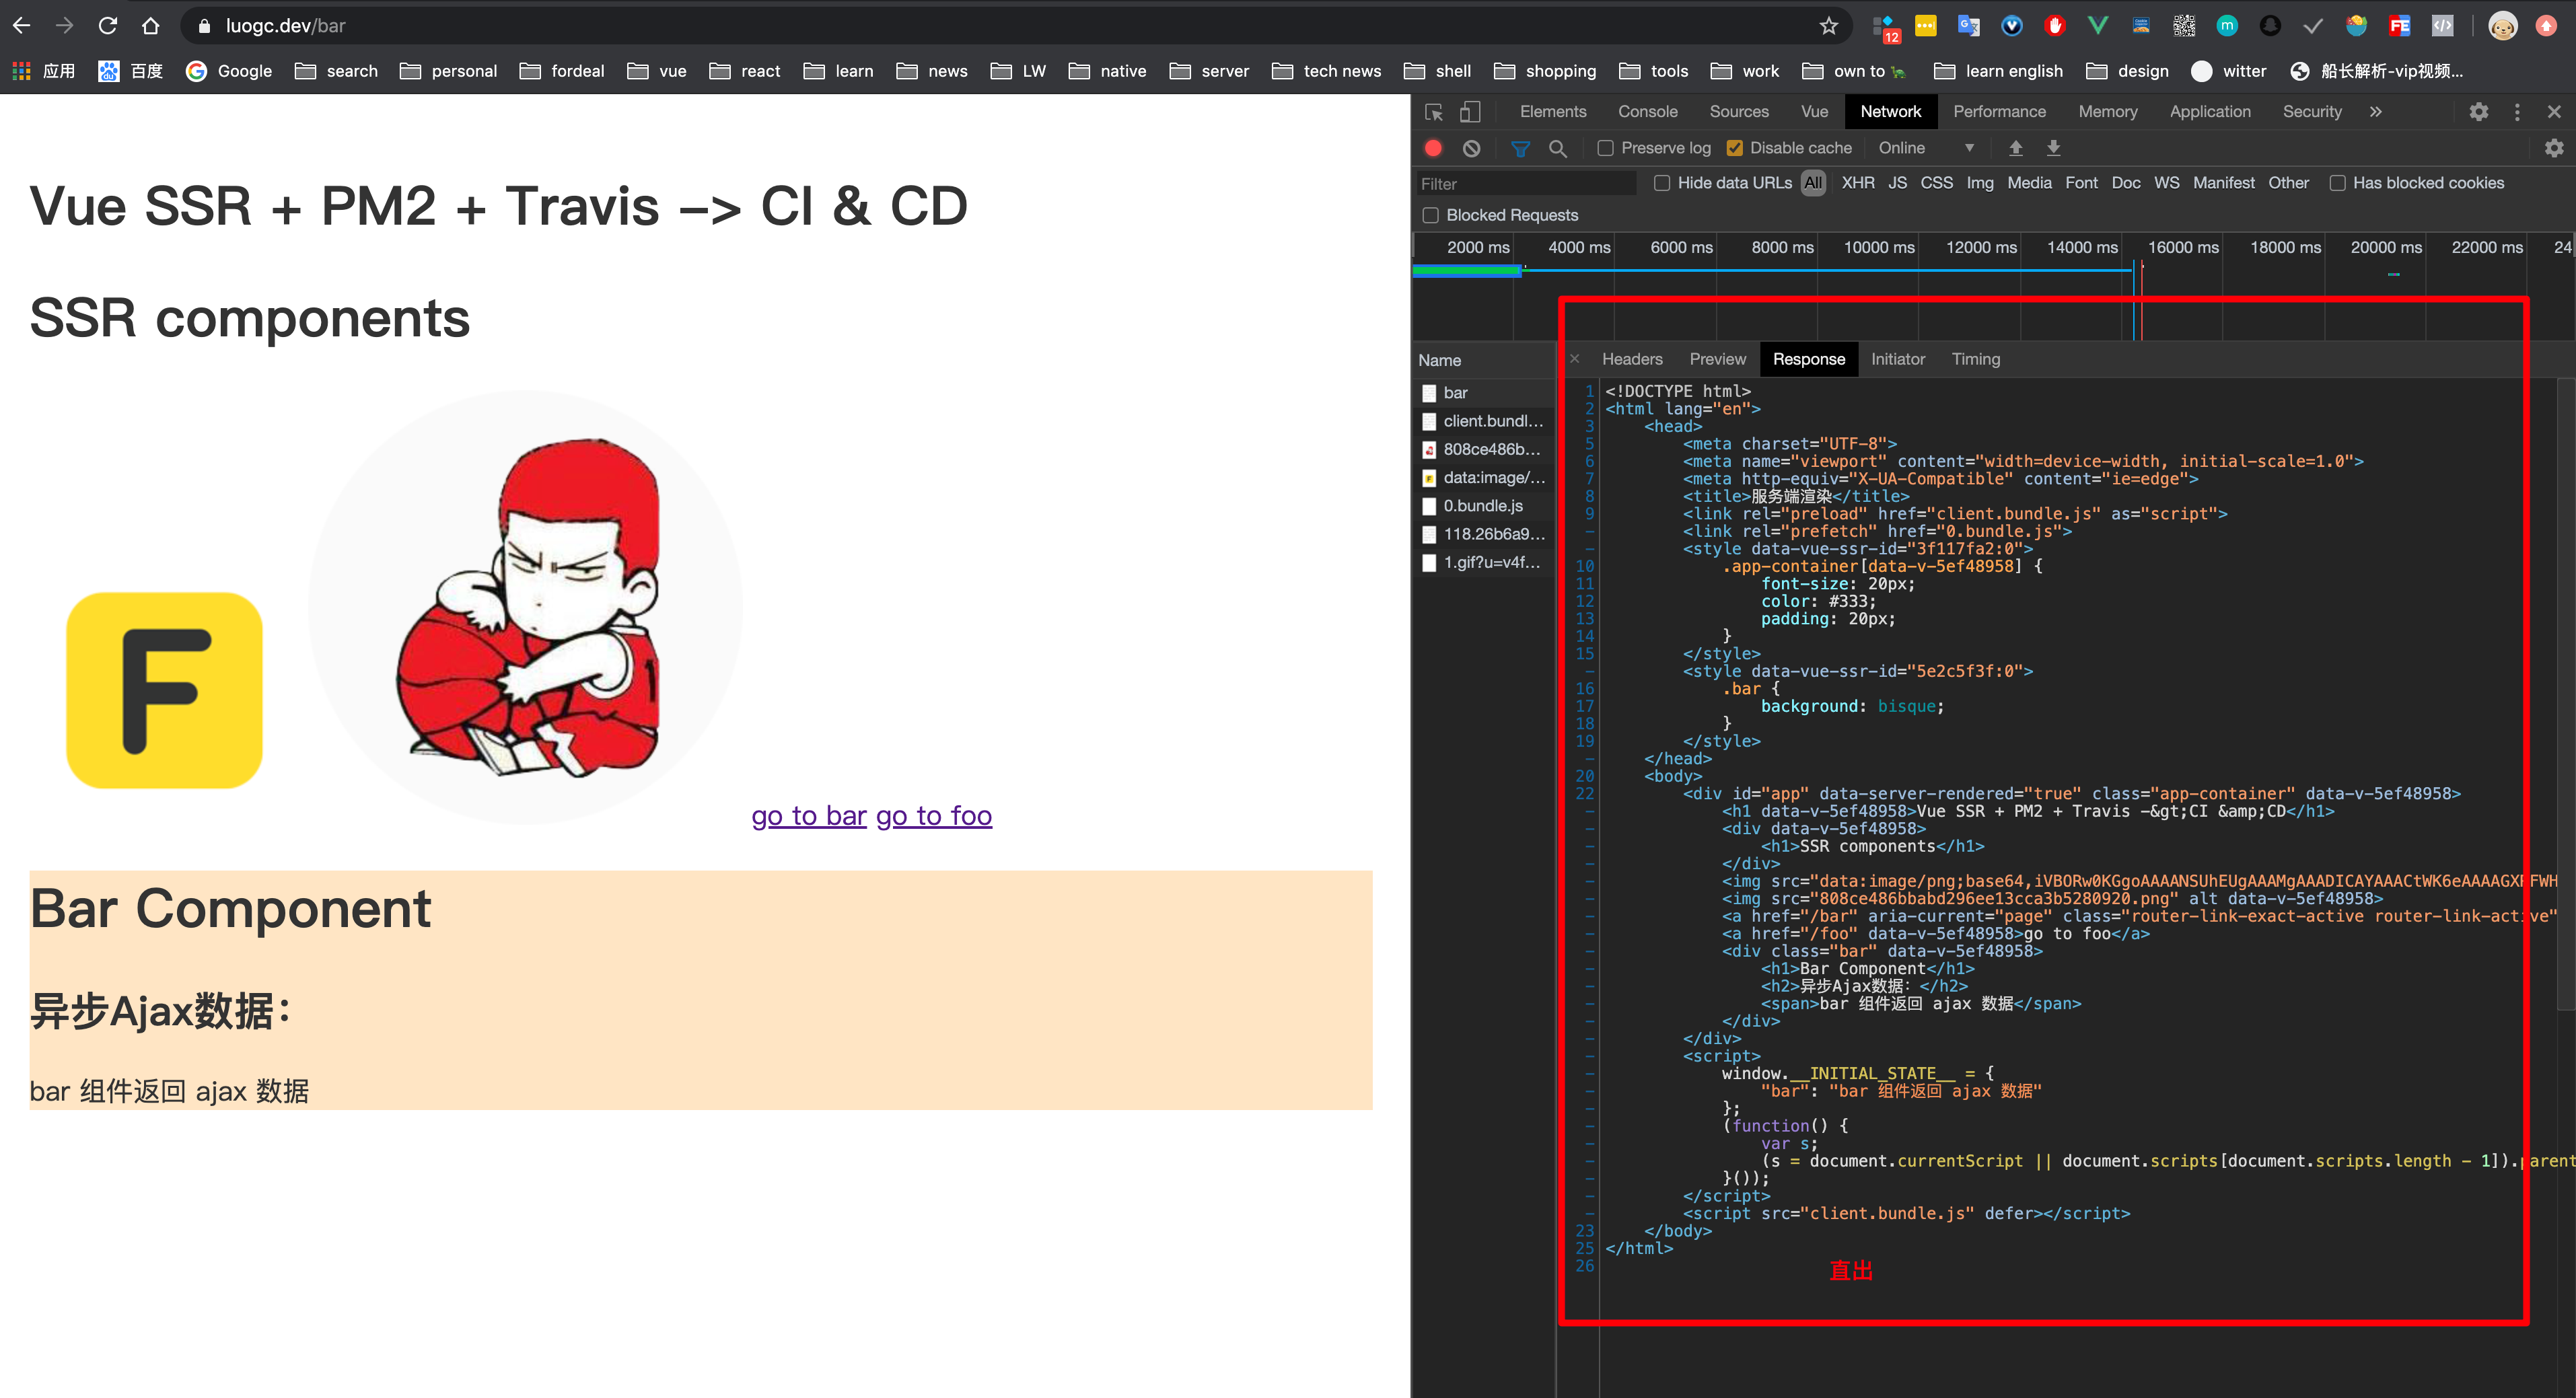 luogc.dev/bar
12
应用 百度 Google search personal fordeal vue react learn news LW native server tech news shell shopping tools work own to learn english design witter 船长解析-vip视频...
Vue SSR + PM2 + Travis -> CI & CD
SSR components
F
1
go to bar go to foo
Bar Component
异步Ajax数据：
bar 组件返回 ajax 数据
Elements Console Sources Vue Network Performance Memory Application Security »
Preserve log Disable cache Online
Filter Hide data URLs All XHR JS CSS Img Media Font Doc WS Manifest Other Has blocked cookies
Blocked Requests
2000 ms 4000 ms 6000 ms 8000 ms 10000 ms 12000 ms 14000 ms 16000 ms 18000 ms 20000 ms 22000 ms 24
Name
bar
client.bundl...
808ce486b...
data:image/...
0.bundle.js
118.26b6a9...
1.gif?u=v4f...
× Headers Preview Response Initiator Timing
1 <!DOCTYPE html>
2 <html lang="en">
3 <head>
5 <meta charset="UTF-8">
6 <meta name="viewport" content="width=device-width, initial-scale=1.0">
7 <meta http-equiv="X-UA-Compatible" content="ie=edge">
8 <title>服务端渲染</title>
9 <link rel="preload" href="client.bundle.js" as="script">
- <link rel="prefetch" href="0.bundle.js">
- <style data-vue-ssr-id="3f117fa2:0">
10 .app-container[data-v-5ef48958] {
11 font-size: 20px;
12 color: #333;
13 padding: 20px;
14 }
15 </style>
- <style data-vue-ssr-id="5e2c5f3f:0">
16 .bar {
17 background: bisque;
18 }
19 </style>
- </head>
20 <body>
22 <div id="app" data-server-rendered="true" class="app-container" data-v-5ef48958>
- <h1 data-v-5ef48958>Vue SSR + PM2 + Travis -&gt;CI &amp;CD</h1>
- <div data-v-5ef48958>
- <h1>SSR components</h1>
- </div>
- <img src="data:image/png;base64,iVBORw0KGgoAAAANSUhEUgAAAMgAAADICAYAAACtWK6eAAAAGX
- <img src="808ce486bbabd296ee13cca3b5280920.png" alt data-v-5ef48958>
- <a href="/bar" aria-current="page" class="router-link-exact-active router-link-active"
- <a href="/foo" data-v-5ef48958>go to foo</a>
- <div class="bar" data-v-5ef48958>
- <h1>Bar Component</h1>
- <h2>异步Ajax数据：</h2>
- <span>bar 组件返回 ajax 数据</span>
- </div>
- </div>
- <script>
- window.__INITIAL_STATE__ = {
- "bar": "bar 组件返回 ajax 数据"
- };
- (function() {
- var s;
- (s = document.currentScript || document.scripts[document.scripts.length - 1]).parent
- }());
- </script>
- <script src="client.bundle.js" defer></script>
23 </body>
25 </html>
26
直出